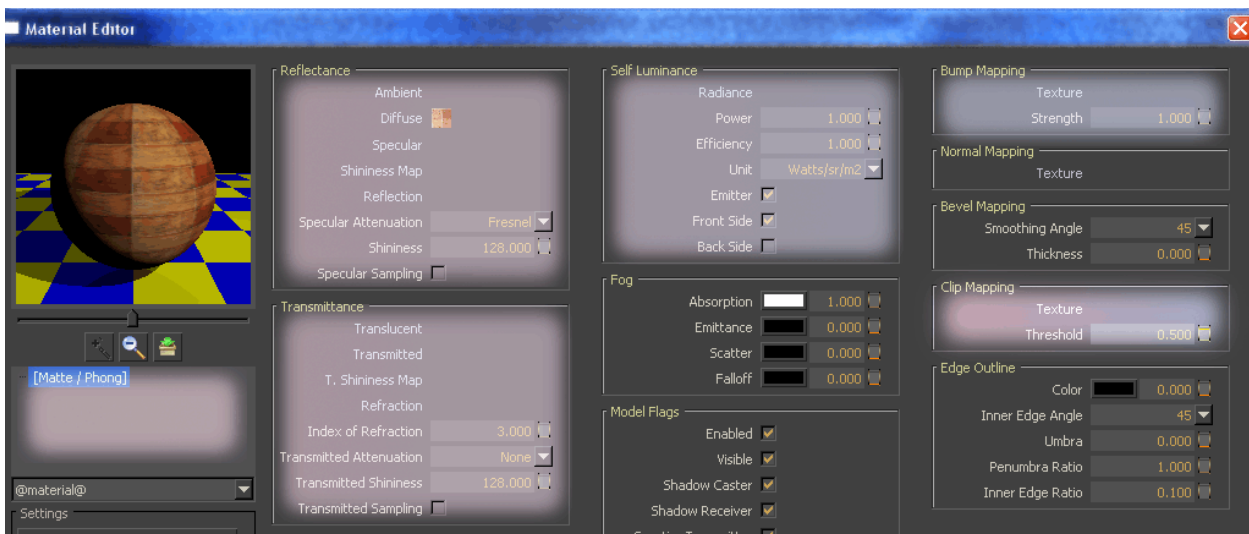 Material Editor
Reflectance
Ambient
Diffuse
Specular
Shininess Map
Reflection
Specular Attenuation Fresnel
Shininess 128.000
Specular Sampling
Transmittance
Translucent
Transmitted
T. Shininess Map
Refraction
Index of Refraction 3.000
Transmitted Attenuation None
Transmitted Shininess 128.000
Transmitted Sampling
[Matte / Phong]
@material@
Settings
Self Luminance
Radiance
Power 1.000
Efficiency 1.000
Unit Watts/sr/m2
Emitter
Front Side
Back Side
Fog
Absorption 1.000
Emittance 0.000
Scatter 0.000
Falloff 0.000
Model Flags
Enabled
Visible
Shadow Caster
Shadow Receiver
Bump Mapping
Texture
Strength 1.000
Normal Mapping
Texture
Bevel Mapping
Smoothing Angle 45
Thickness 0.000
Clip Mapping
Texture
Threshold 0.500
Edge Outline
Color 0.000
Inner Edge Angle 45
Umbra 0.000
Penumbra Ratio 1.000
Inner Edge Ratio 0.100